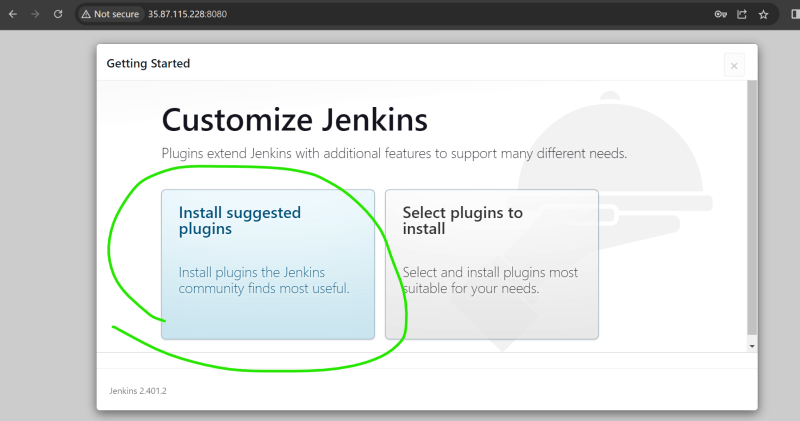 Not secure
35.87.115.228:8080
Getting Started
×
Customize Jenkins
Plugins extend Jenkins with additional features to support many different needs.
Install suggested
plugins
Install plugins the Jenkins
community finds most useful.
Select plugins to
install
Select and install plugins most
suitable for your needs.
Jenkins 2.401.2